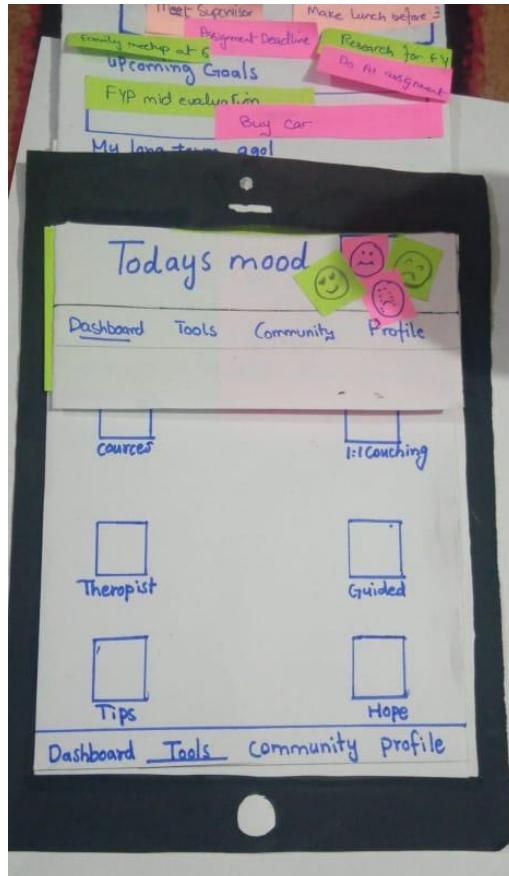 Meet Supervisor
Make lunch before 3
Assignment Deadline
Family meetup at 6
Research for FY
Do AI assignment
upcoming Goals
FYP mid evaluation
Buy car
My long term
Todays mood
Dashboard Tools Community Profile
cources 1:1 Couching
Theropist Guided
Tips Hope
Dashboard Tools Community profile